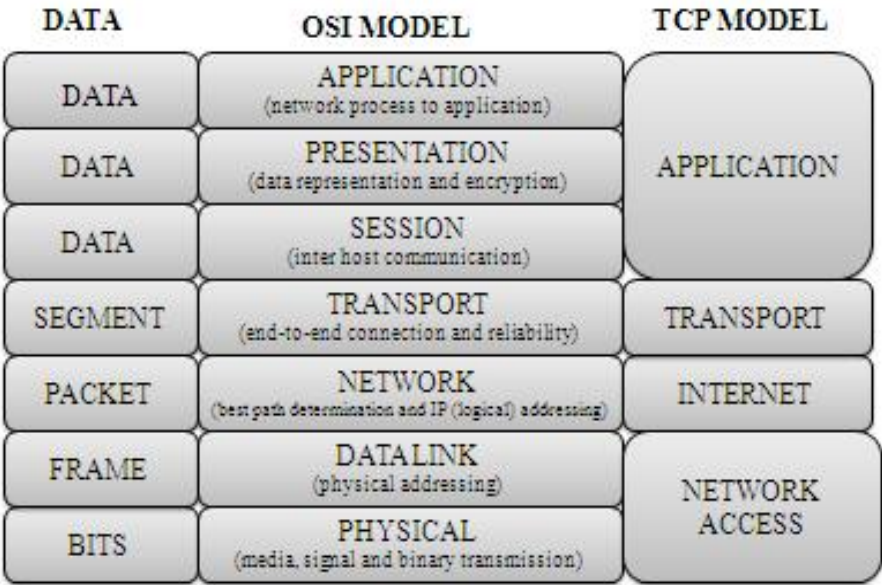 DATA OSI MODEL TCP MODEL
DATA
APPLICATION
(network process to application)
DATA
PRESENTATION
(data representation and encryption)
APPLICATION
DATA
SESSION
(inter host communication)
SEGMENT
TRANSPORT
(end-to-end connection and reliability)
TRANSPORT
PACKET
NETWORK
(best path determination and IP (logical) addressing)
INTERNET
FRAME
DATALINK
(physical addressing)
NETWORK
ACCESS
BITS
PHYSICAL
(media, signal and binary transmission)